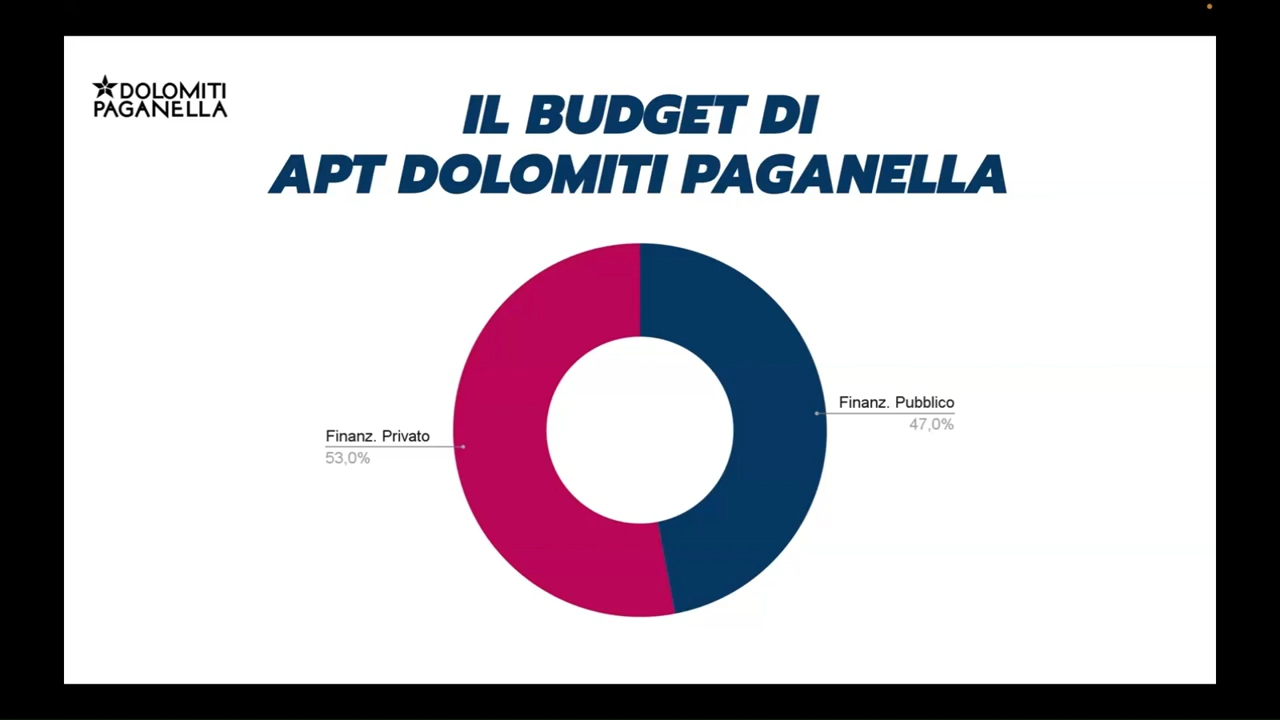 DOLOMITI
PAGANELLA
IL BUDGET DI
APT DOLOMITI PAGANELLA
Finanz. Pubblico
47,0%
Finanz. Privato
53,0%